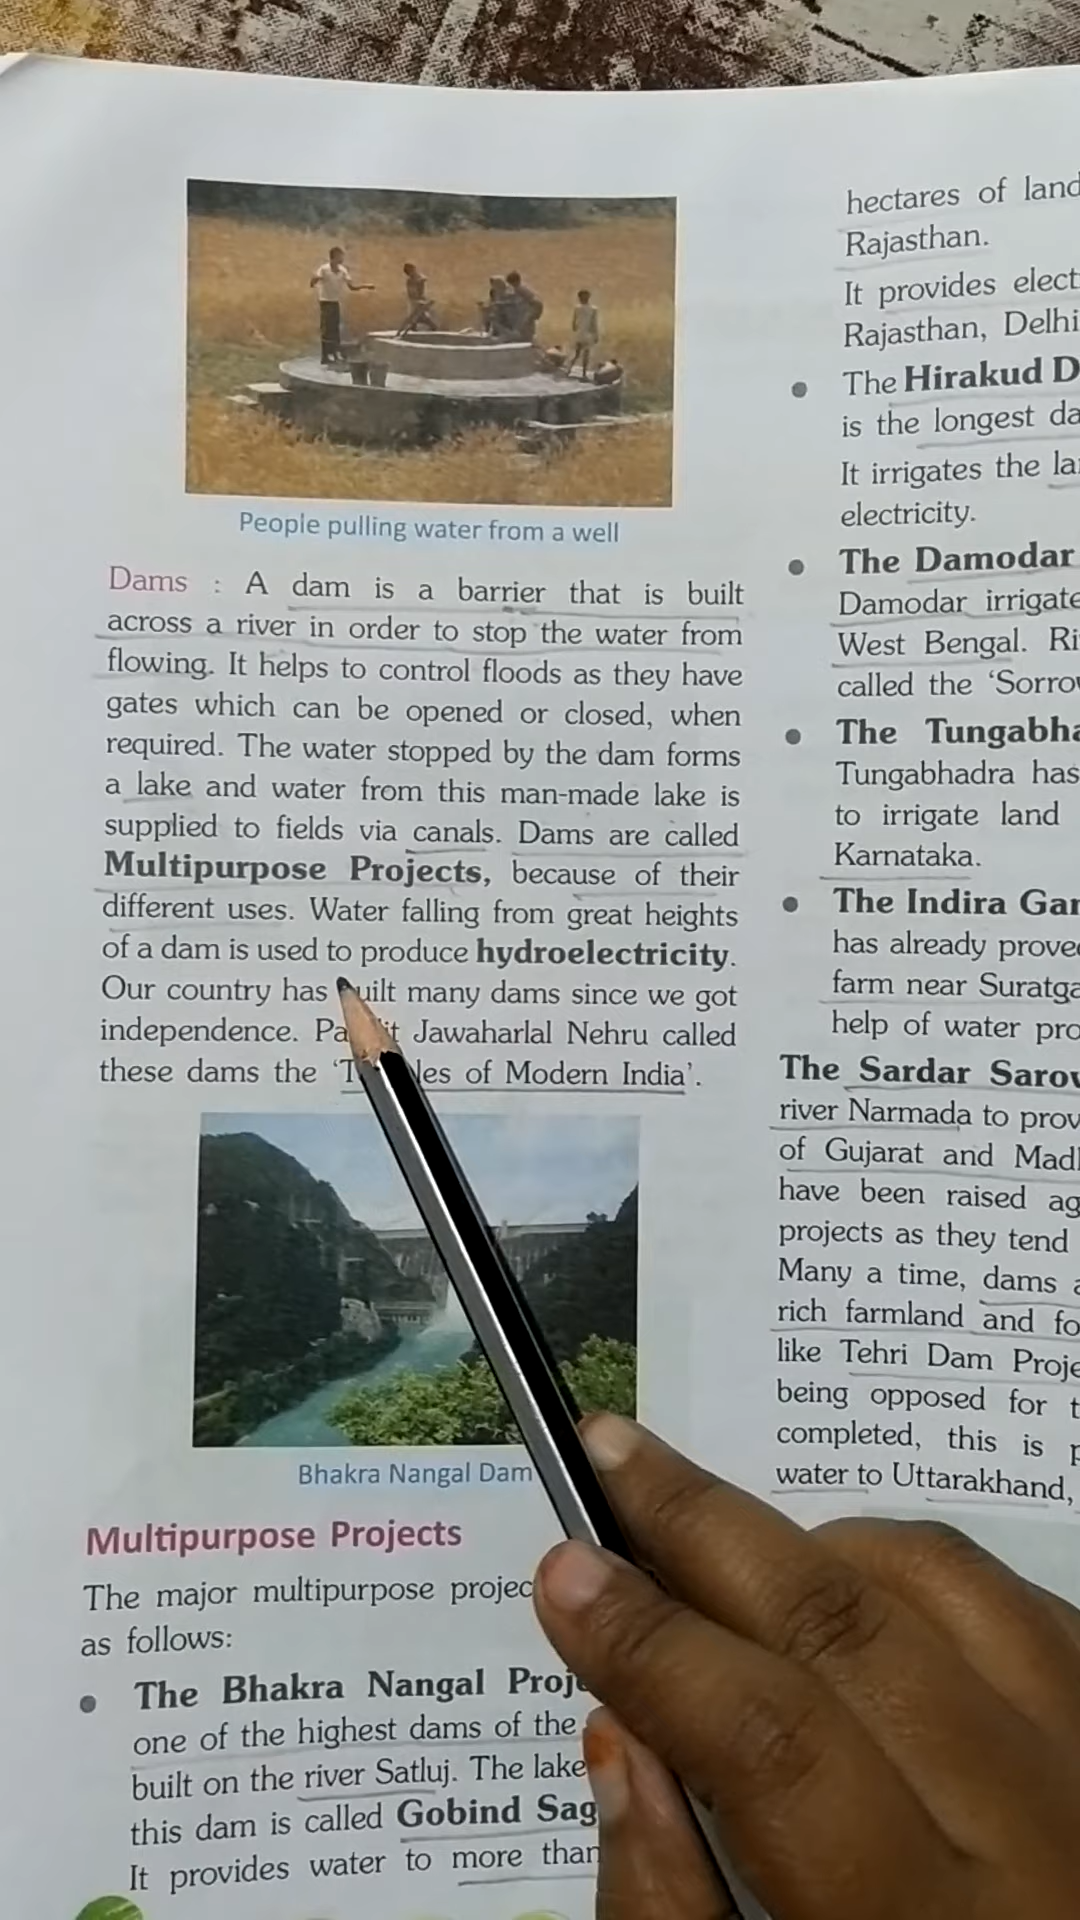 People pulling water from a well
Dams : A dam is a barrier that is built
across a river in order to stop the water from
flowing. It helps to control floods as they have
gates which can be opened or closed, when
required. The water stopped by the dam forms
a lake and water from this man-made lake is
supplied to fields via canals. Dams are called
Multipurpose Projects, because of their
different uses. Water falling from great heights
of a dam is used to produce hydroelectricity.
Our country has many dams since we got
independence. Jawaharlal Nehru called
these dams the of Modern India'.
Bhakra Nangal Dam
Multipurpose Projects
The major multipurpose
as follows:
• The Bhakra Nangal
one of the highest dams of the
built on the river Satluj. The lake
this dam is called Gobind
It provides water to more than
hectares of land
Rajasthan.
It provides
Rajasthan, Delhi
• The Hirakud
is the longest
It irrigates the
electricity.
• The Damodar
Damodar
West Bengal.
called the
• The
Tungabhadra has
to irrigate land
Karnataka.
• The Indira
has already
farm near
help of water
The Sardar
river Narmada to
of Gujarat and
have been raised
projects as they tend
Many a time, dams
rich farmland and
like Tehri Dam
being opposed for
completed, this is
water to Uttarakhand,